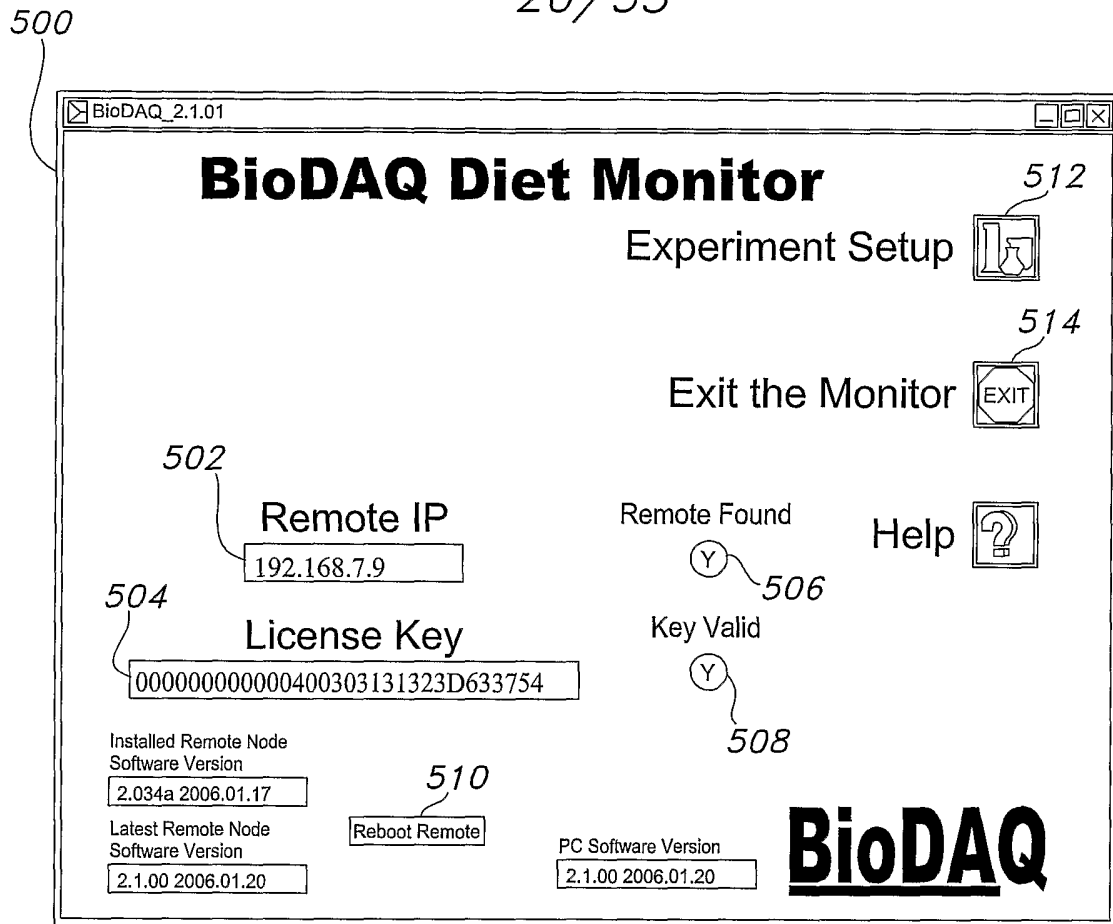 20/55
500
BioDAQ_2.1.01
BioDAQ Diet Monitor
512
Experiment Setup
514
Exit the Monitor
EXIT
502
Remote IP
192.168.7.9
Remote Found
Y
506
Help
?
504
License Key
000000000000400303131323D633754
Key Valid
Y
508
Installed Remote Node
Software Version
2.034a 2006.01.17
510
Reboot Remote
Latest Remote Node
Software Version
2.1.00 2006.01.20
PC Software Version
2.1.00 2006.01.20
BioDAQ